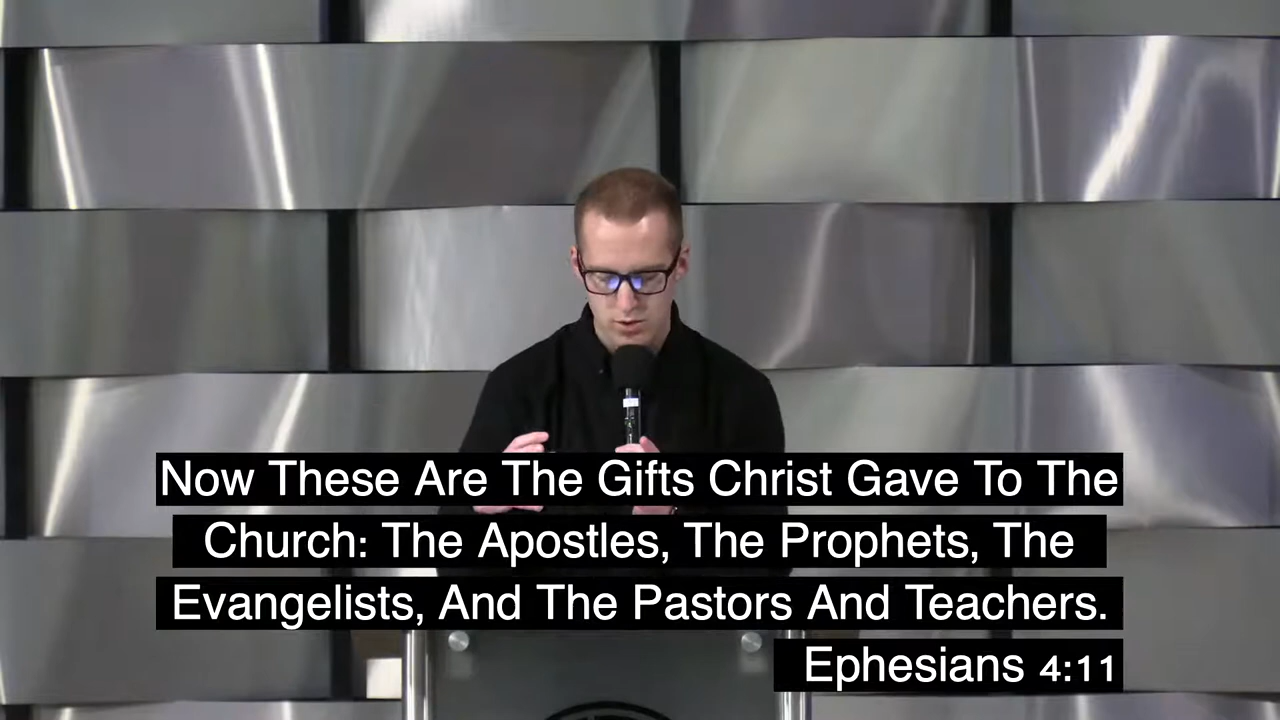 Now These Are The Gifts Christ Gave To The
Church: The Apostles, The Prophets, The
Evangelists, And The Pastors And Teachers.
Ephesians 4:11